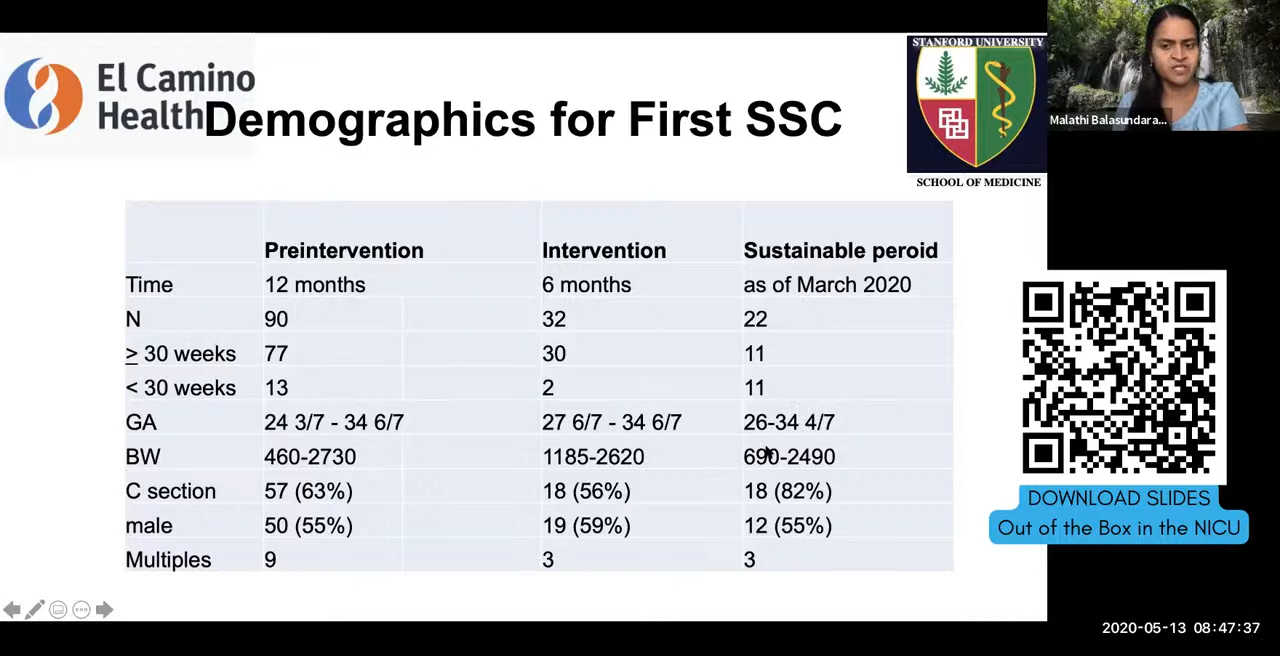 El Camino
Health
Demographics for First SSC
STANFORD UNIVERSITY
SCHOOL OF MEDICINE
Malathi Balasundara...
Preintervention Intervention Sustainable peroid
Time 12 months 6 months as of March 2020
N 90 32 22
≥ 30 weeks 77 30 11
< 30 weeks 13 2 11
GA 24 3/7 - 34 6/7 27 6/7 - 34 6/7 26-34 4/7
BW 460-2730 1185-2620 690-2490
C section 57 (63%) 18 (56%) 18 (82%)
male 50 (55%) 19 (59%) 12 (55%)
Multiples 9 3 3
DOWNLOAD SLIDES
Out of the Box in the NICU
2020-05-13 08:47:37